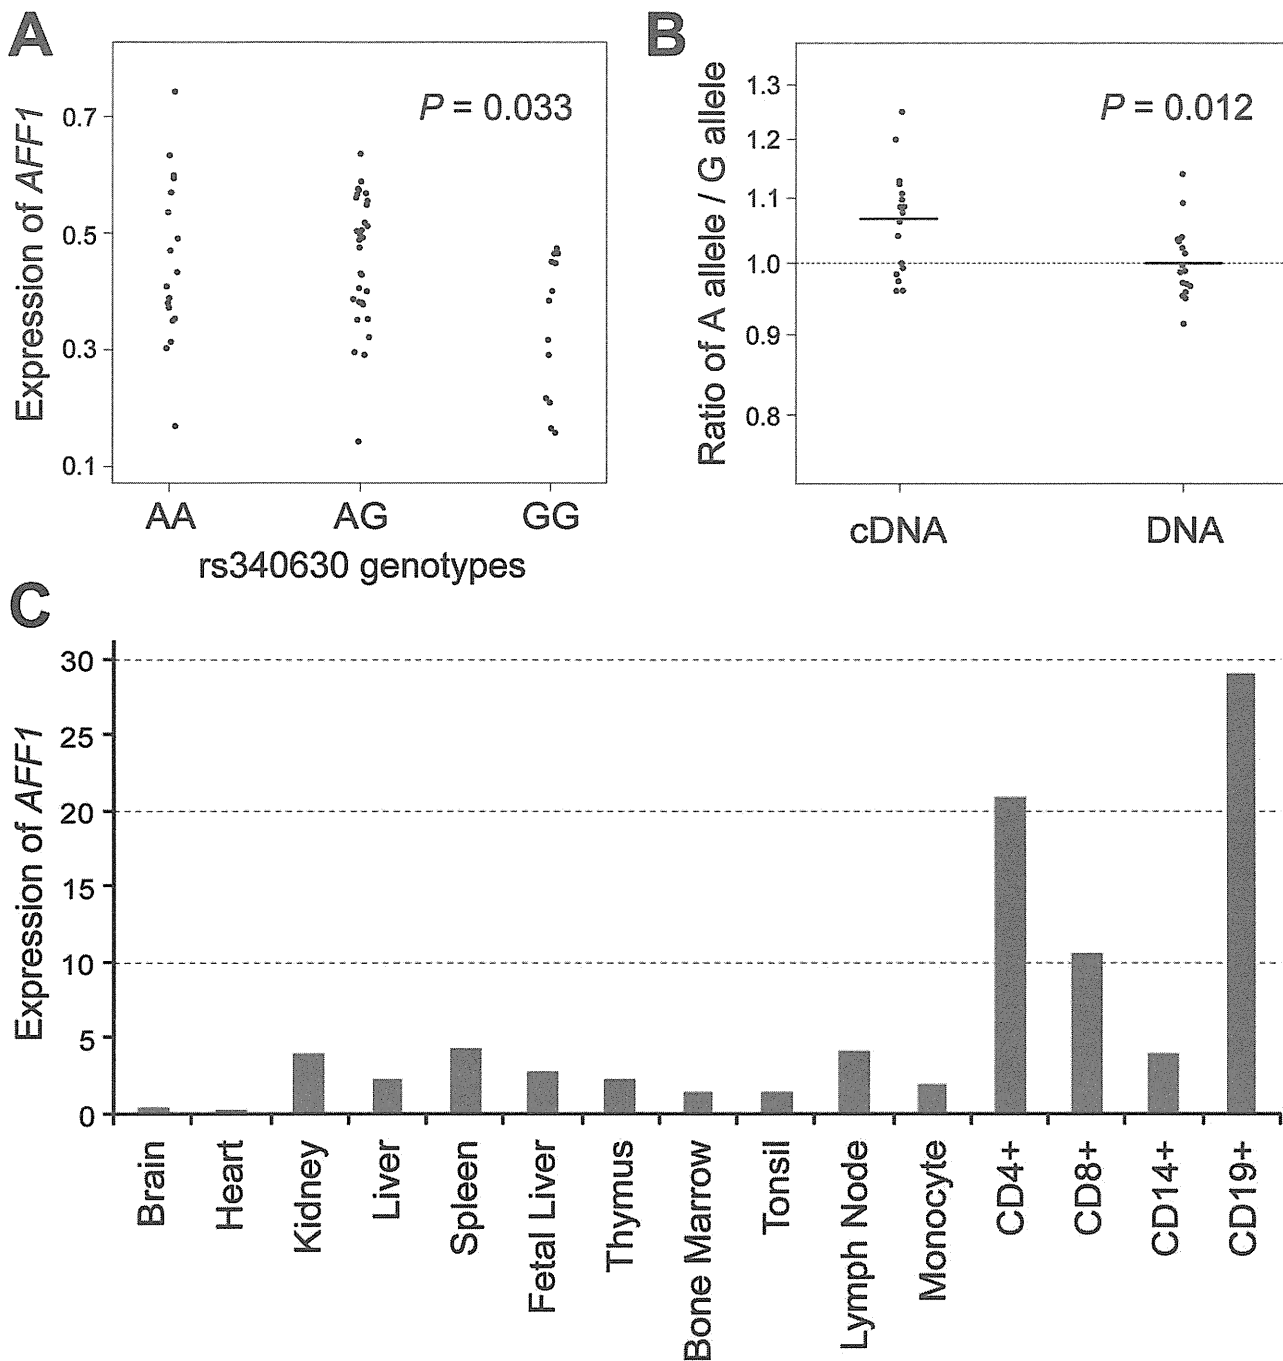 A
Expression of AFF1
0.7
0.5
0.3
0.1
P = 0.033
AA
AG
GG
rs340630 genotypes
B
Ratio of A allele / G allele
1.3
1.2
1.1
1.0
0.9
0.8
P = 0.012
cDNA
DNA
C
Expression of AFF1
30
25
20
15
10
5
0
Brain
Heart
Kidney
Liver
Spleen
Fetal Liver
Thymus
Bone Marrow
Tonsil
Lymph Node
Monocyte
CD4+
CD8+
CD14+
CD19+